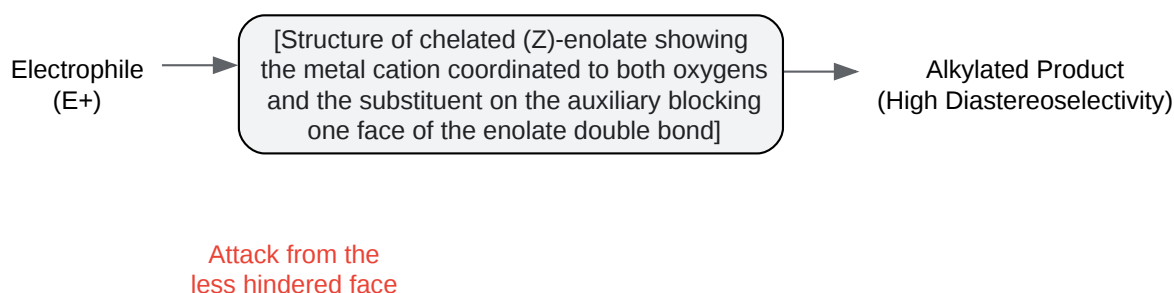 Electrophile
(E+)
[Structure of chelated (Z)-enolate showing
the metal cation coordinated to both oxygens
and the substituent on the auxiliary blocking
one face of the enolate double bond]
Alkylated Product
(High Diastereoselectivity)
Attack from the
less hindered face